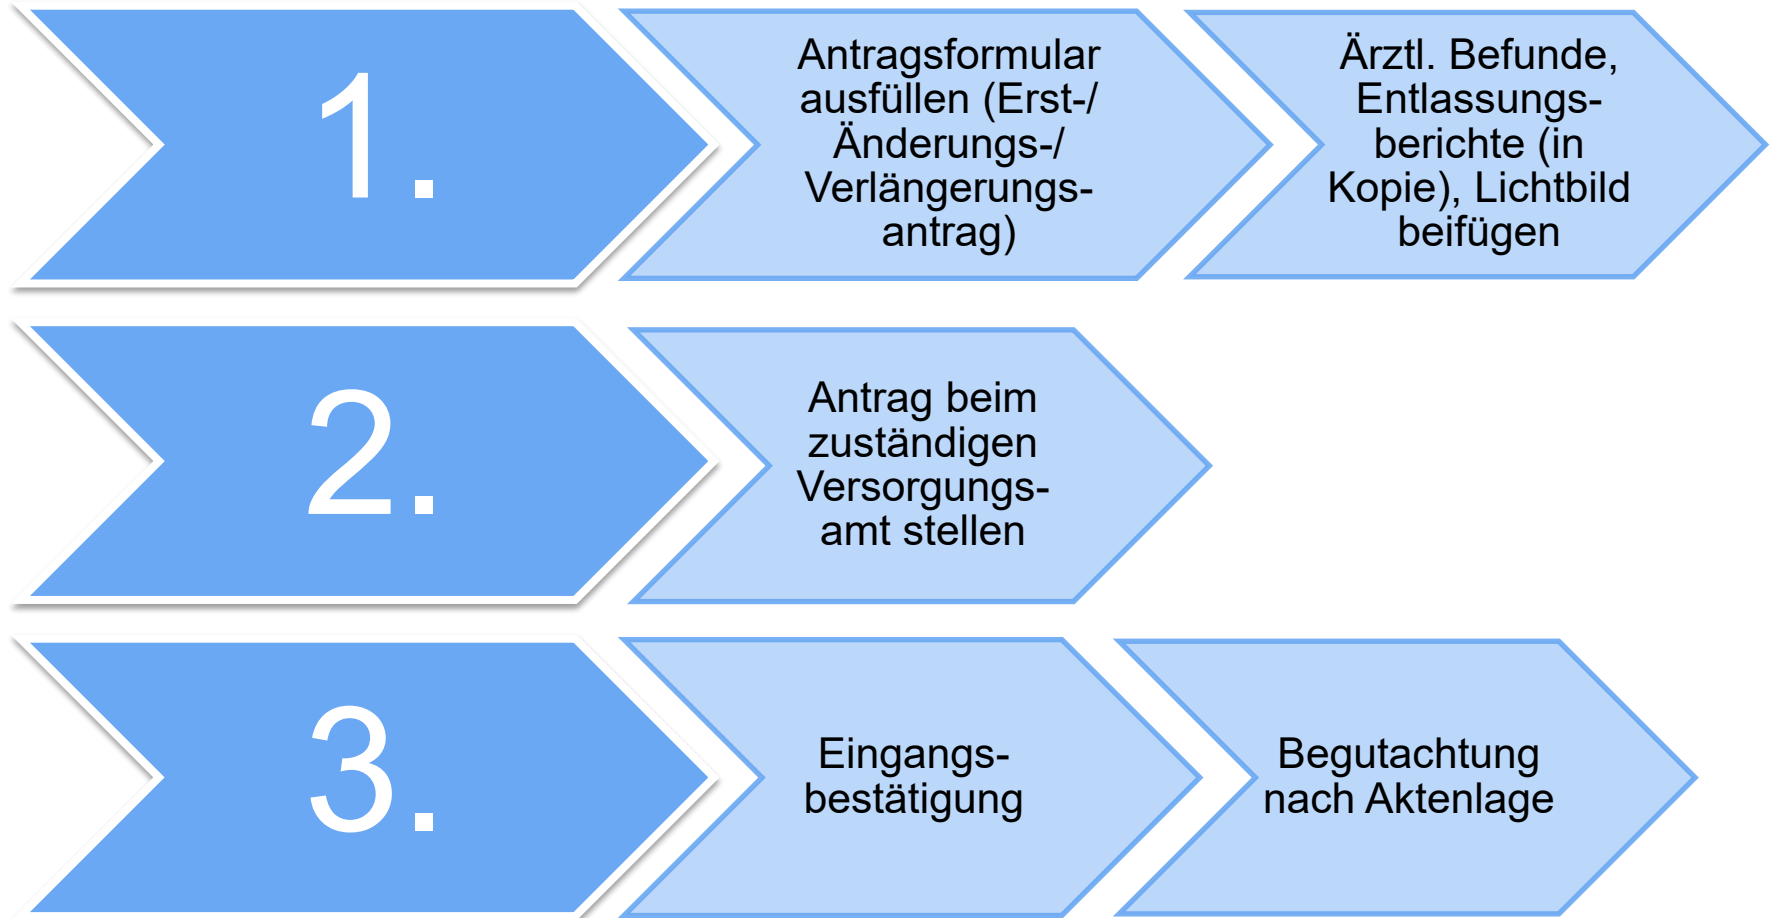 1.
Antragsformular
ausfüllen (Erst-/
Änderungs-/
Verlängerungs-
antrag)
Ärztl. Befunde,
Entlassungs-
berichte (in
Kopie), Lichtbild
beifügen
2.
Antrag beim
zuständigen
Versorgungs-
amt stellen
3.
Eingangs-
bestätigung
Begutachtung
nach Aktenlage